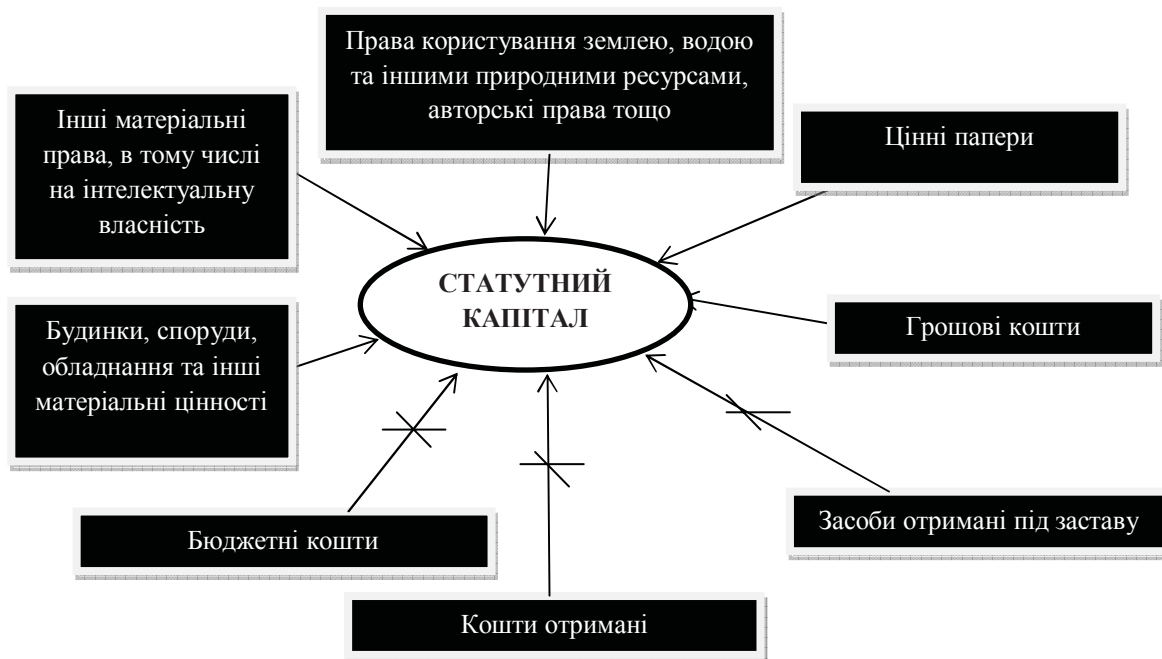 Права користування землею, водою
та іншими природними ресурсами,
авторські права тощо
Інші матеріальні
права, в тому числі
на інтелектуальну
власність
Цінні папери
СТАТУТНИЙ
КАПІТАЛ
Будинки, споруди,
обладнання та інші
матеріальні цінності
Грошові кошти
Засоби отримані під заставу
Бюджетні кошти
Кошти отримані